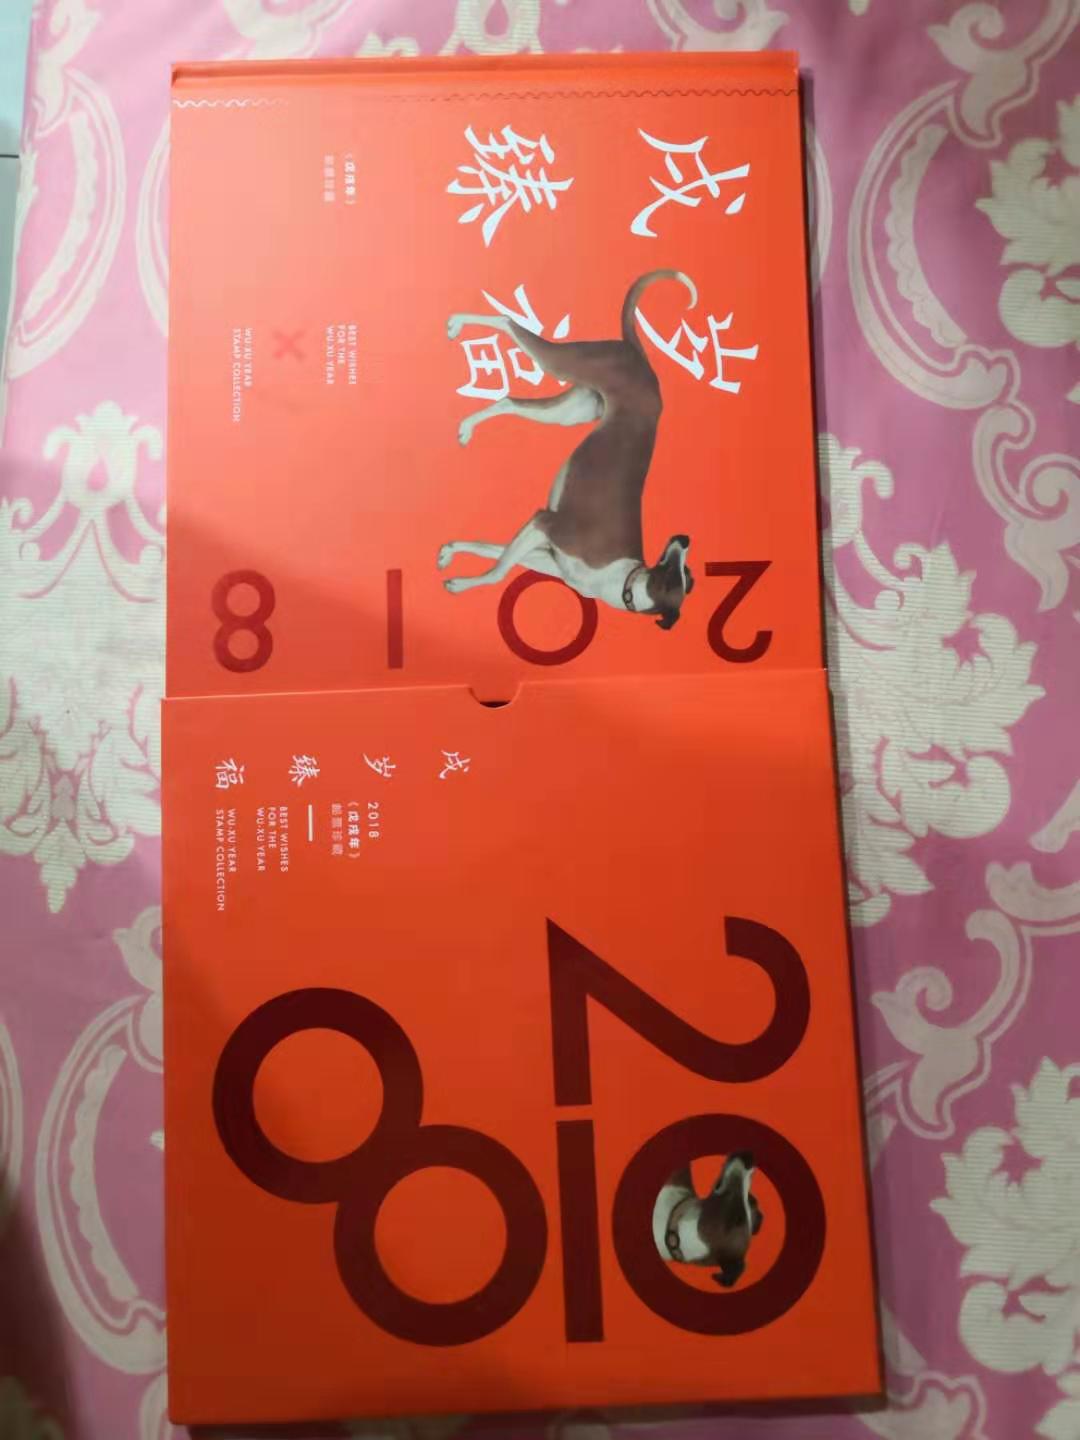 戌岁
臻福
《戊戌年》
邮票珍藏
BEST WISHES
FOR THE
WU-XU YEAR
WU-XU YEAR
STAMP COLLECTION
2018
戌
岁
臻
福
2018
《戊戌年》
邮票珍藏
BEST WISHES
FOR THE
WU-XU YEAR
WU-XU YEAR
STAMP COLLECTION
2018